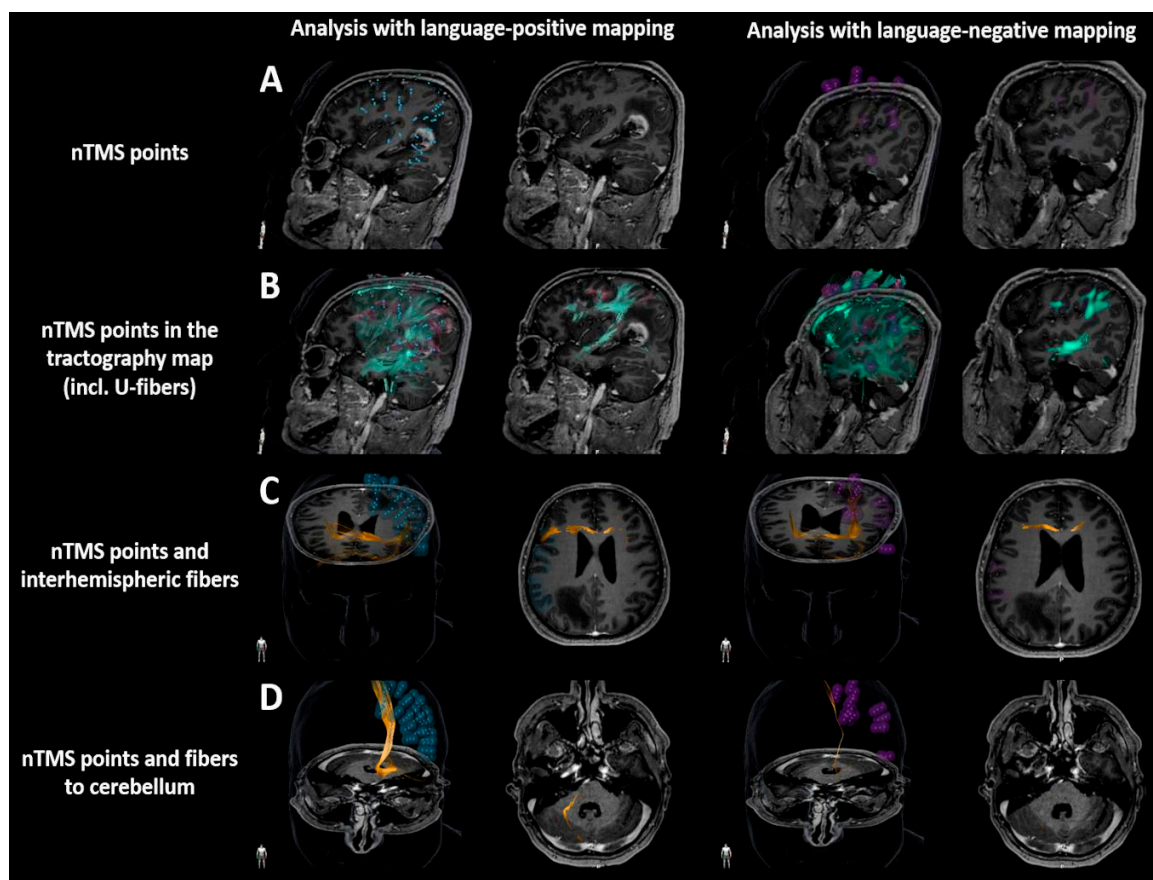 Analysis with language-positive mapping
Analysis with language-negative mapping
A
nTMS points
B
nTMS points in the
tractography map
(incl. U-fibers)
C
nTMS points and
interhemispheric fibers
D
nTMS points and fibers
to cerebellum